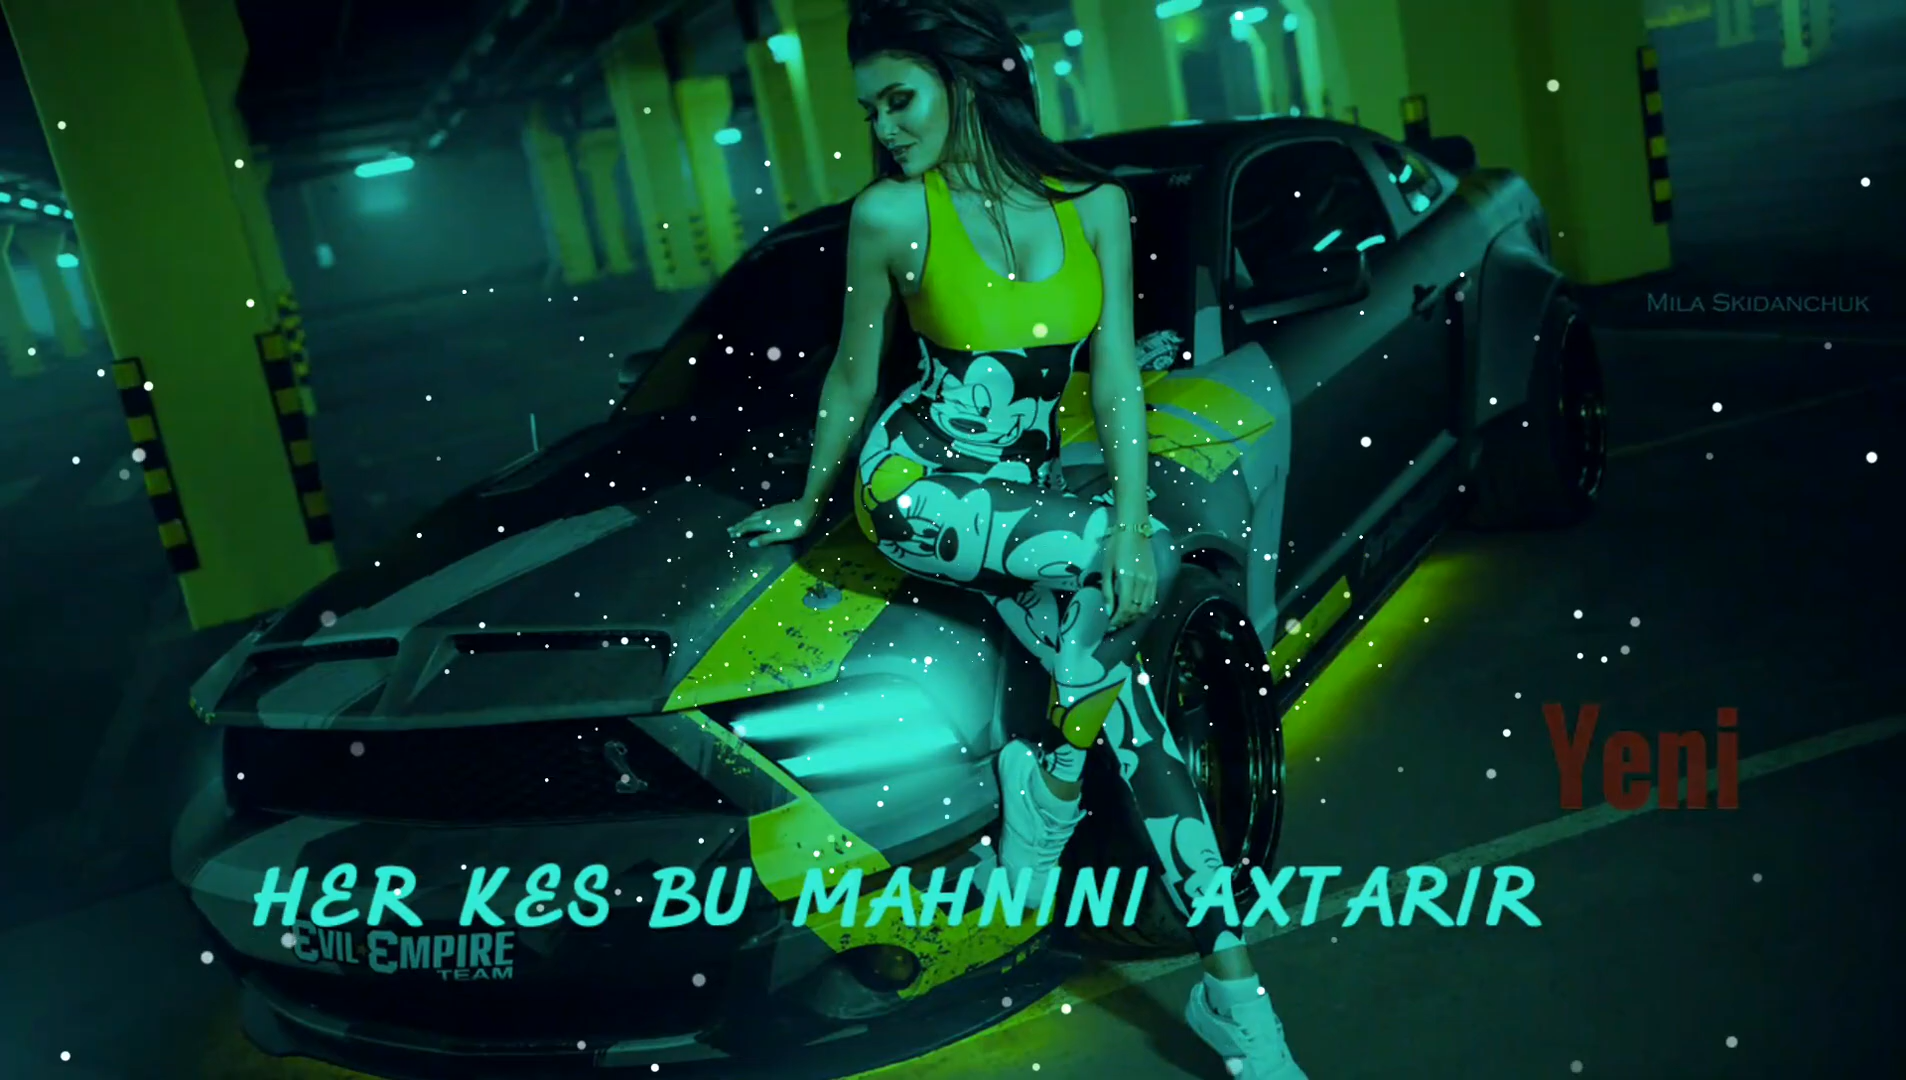 MILA SKIDANCHUK
Yeni
HER KES BU MAHNINI AXTARIR
EVIL EMPIRE
TEAM